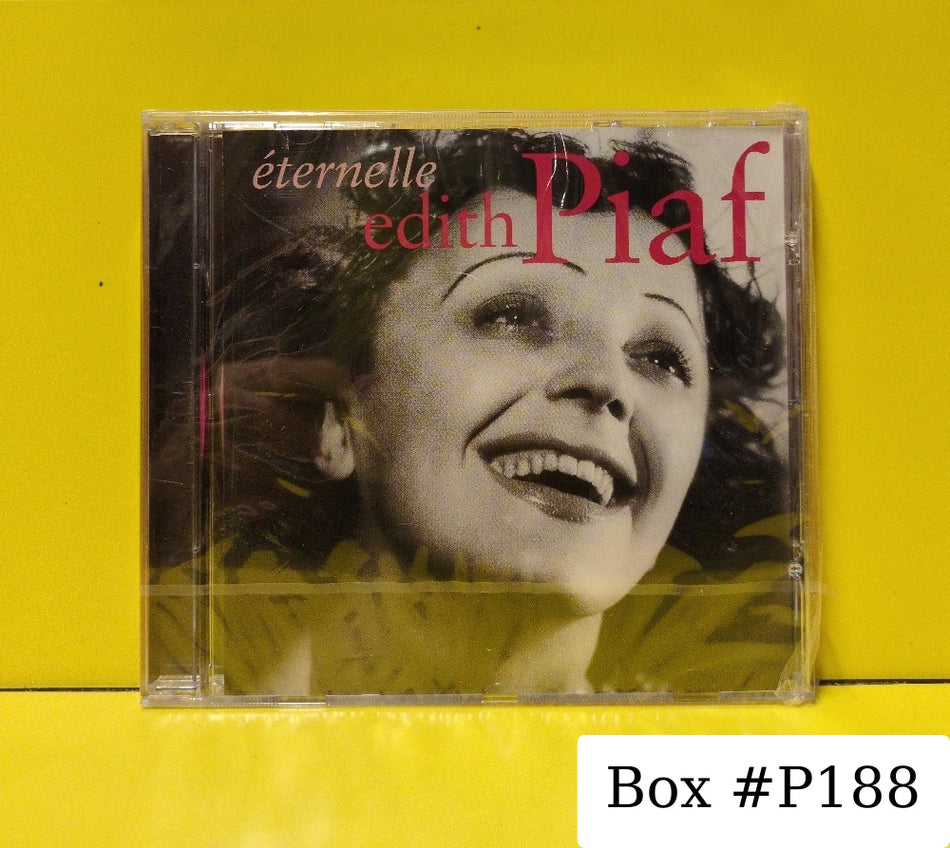 éternelle
edith Piaf
Box #P188